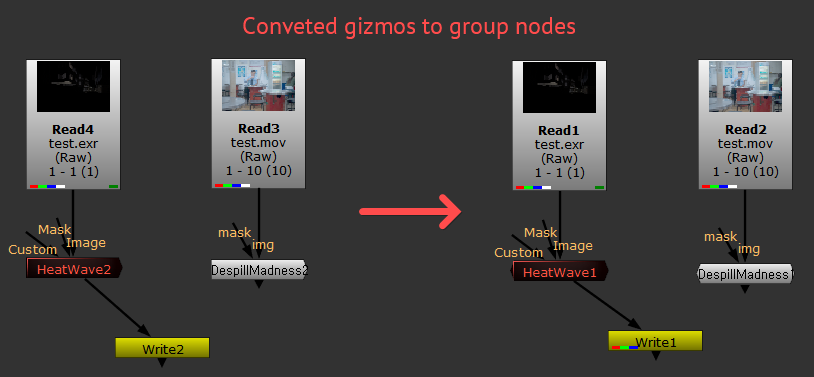 Conveted gizmos to group nodes
Read4
test.exr
(Raw)
1 - 1 (1)
Read3
test.mov
(Raw)
1 - 10 (10)
Mask
Custom
Image
HeatWave2
mask
img
DespillMadness2
Write2
Read1
test.exr
(Raw)
1 - 1 (1)
Read2
test.mov
(Raw)
1 - 10 (10)
Mask
Custom
Image
HeatWave1
mask
img
DespillMadness1
Write1